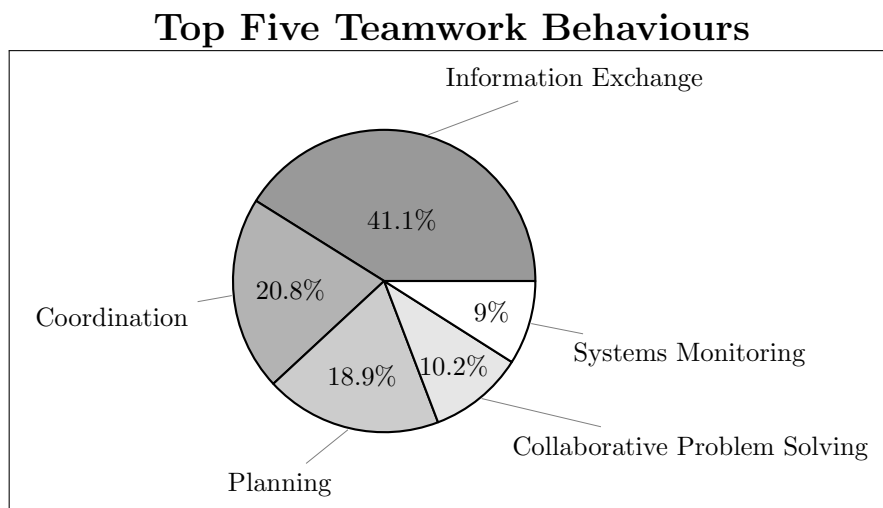 Top Five Teamwork Behaviours
Information Exchange
41.1%
20.8%
9%
Coordination
Systems Monitoring
18.9%
10.2%
Collaborative Problem Solving
Planning